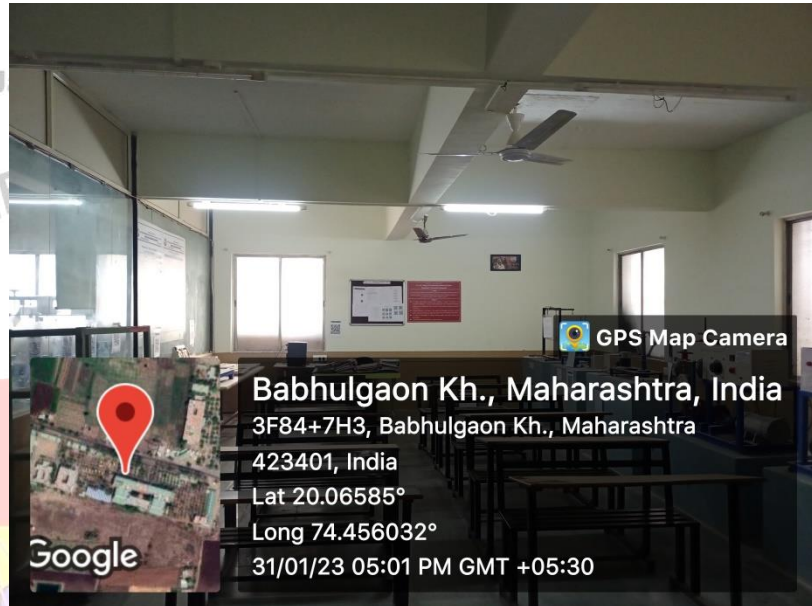 GPS Map Camera
Babhulgaon Kh., Maharashtra, India
3F84+7H3, Babhulgaon Kh., Maharashtra
423401, India
Lat 20.06585°
Long 74.456032°
31/01/23 05:01 PM GMT +05:30
Google